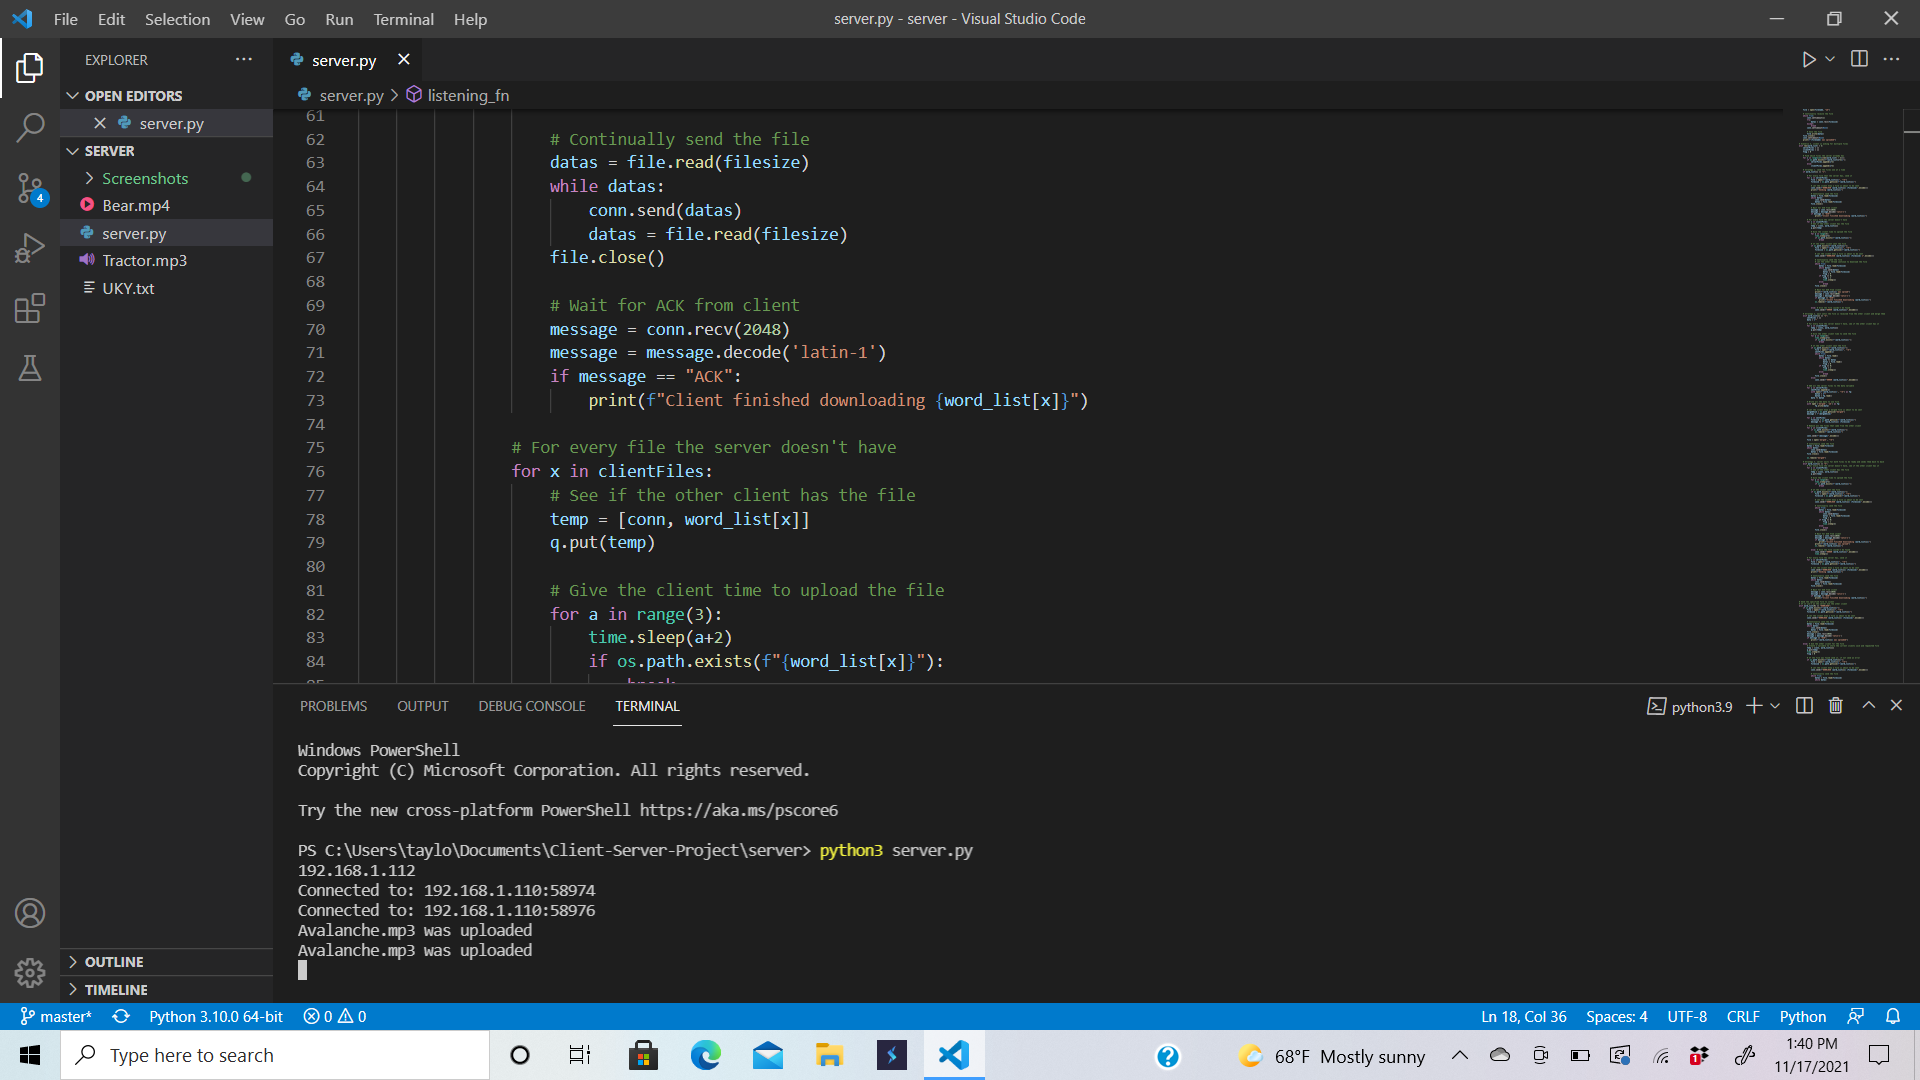 File Edit Selection View Go Run Terminal Help
server.py - server - Visual Studio Code
EXPLORER
OPEN EDITORS
server.py
SERVER
Screenshots
Bear.mp4
server.py
Tractor.mp3
UKY.txt
OUTLINE
TIMELINE
4
server.py
server.py > listening_fn
61
62 # Continually send the file
63 datas = file.read(filesize)
64 while datas:
65 conn.send(datas)
66 datas = file.read(filesize)
67 file.close()
68
69 # Wait for ACK from client
70 message = conn.recv(2048)
71 message = message.decode('latin-1')
72 if message == "ACK":
73 print(f"Client finished downloading {word_list[x]}")
74
75 # For every file the server doesn't have
76 for x in clientFiles:
77 # See if the other client has the file
78 temp = [conn, word_list[x]]
79 q.put(temp)
80
81 # Give the client time to upload the file
82 for a in range(3):
83 time.sleep(a+2)
84 if os.path.exists(f"{word_list[x]}"):
85 break
PROBLEMS OUTPUT DEBUG CONSOLE TERMINAL
python3.9
Windows PowerShell
Copyright (C) Microsoft Corporation. All rights reserved.
Try the new cross-platform PowerShell https://aka.ms/pscore6
PS C:\Users\taylo\Documents\Client-Server-Project\server> python3 server.py
192.168.1.112
Connected to: 192.168.1.110:58974
Connected to: 192.168.1.110:58976
Avalanche.mp3 was uploaded
Avalanche.mp3 was uploaded
master* Python 3.10.0 64-bit 0 0
Ln 18, Col 36 Spaces: 4 UTF-8 CRLF Python
Type here to search
68°F Mostly sunny
1
1:40 PM
11/17/2021